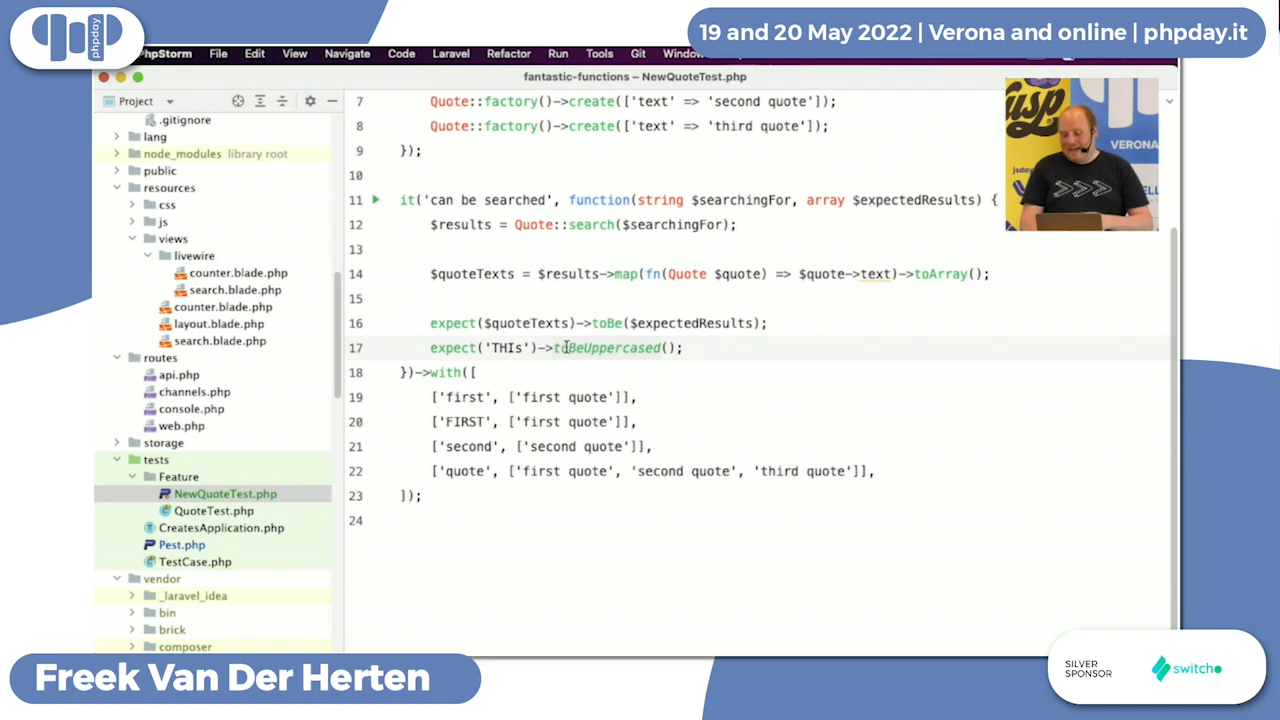 phpday
19 and 20 May 2022 | Verona and online | phpday.it
PhpStorm File Edit View Navigate Code Laravel Refactor Run Tools Git Window
fantastic-functions – NewQuoteTest.php
Project
.gitignore
lang
node_modules library root
public
resources
css
js
views
livewire
counter.blade.php
search.blade.php
counter.blade.php
layout.blade.php
search.blade.php
routes
api.php
channels.php
console.php
web.php
storage
tests
Feature
NewQuoteTest.php
QuoteTest.php
CreatesApplication.php
Pest.php
TestCase.php
vendor
_laravel_idea
bin
brick
composer
7 Quote::factory()->create(['text' => 'second quote']);
8 Quote::factory()->create(['text' => 'third quote']);
9 });
10
11 it('can be searched', function(string $searchingFor, array $expectedResults) {
12 $results = Quote::search($searchingFor);
13
14 $quoteTexts = $results->map(fn(Quote $quote) => $quote->text)->toArray();
15
16 expect($quoteTexts)->toBe($expectedResults);
17 expect('THIs')->toBeUppercased();
18 })->with([
19 ['first', ['first quote']],
20 ['FIRST', ['first quote']],
21 ['second', ['second quote']],
22 ['quote', ['first quote', 'second quote', 'third quote']],
23 ]);
24
VERONA
jsday
Freek Van Der Herten
SILVER
SPONSOR
switcho